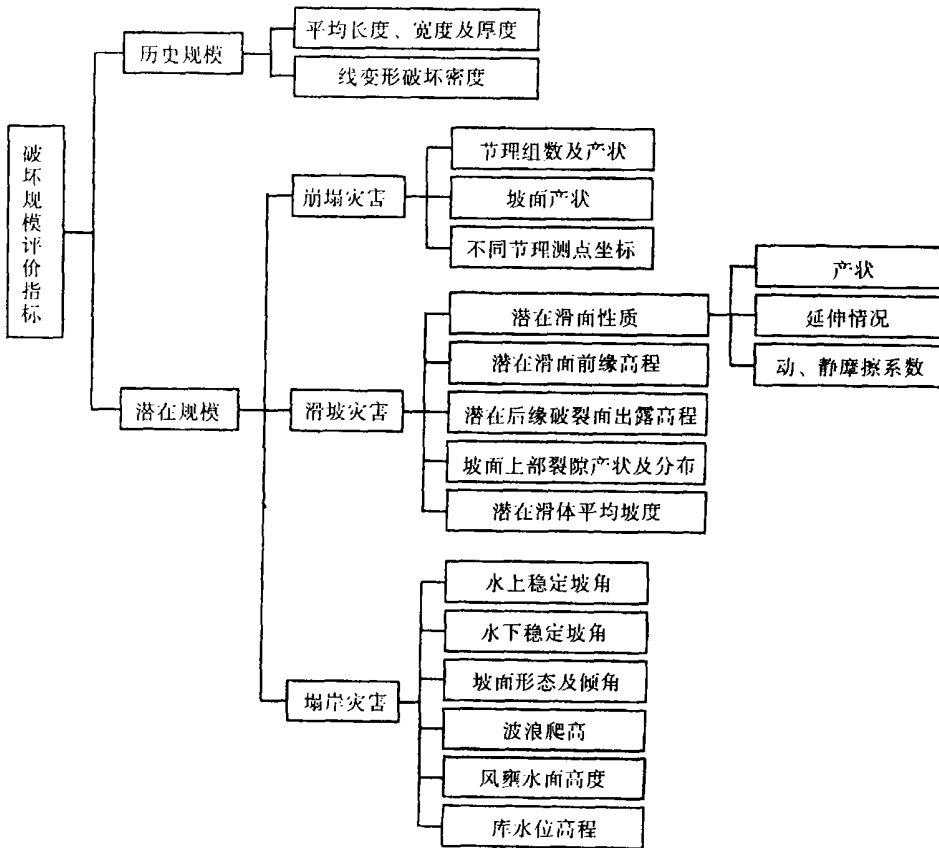 破坏规模评价指标
历史规模
平均长度、宽度及厚度
线变形破坏密度
潜在规模
崩塌灾害
节理组数及产状
坡面产状
不同节理测点坐标
滑坡灾害
潜在滑面性质
产状
延伸情况
动、静摩擦系数
潜在滑面前缘高程
潜在后缘破裂面出露高程
坡面上部裂隙产状及分布
潜在滑体平均坡度
塌岸灾害
水上稳定坡角
水下稳定坡角
坡面形态及倾角
波浪爬高
风壅水面高度
库水位高程